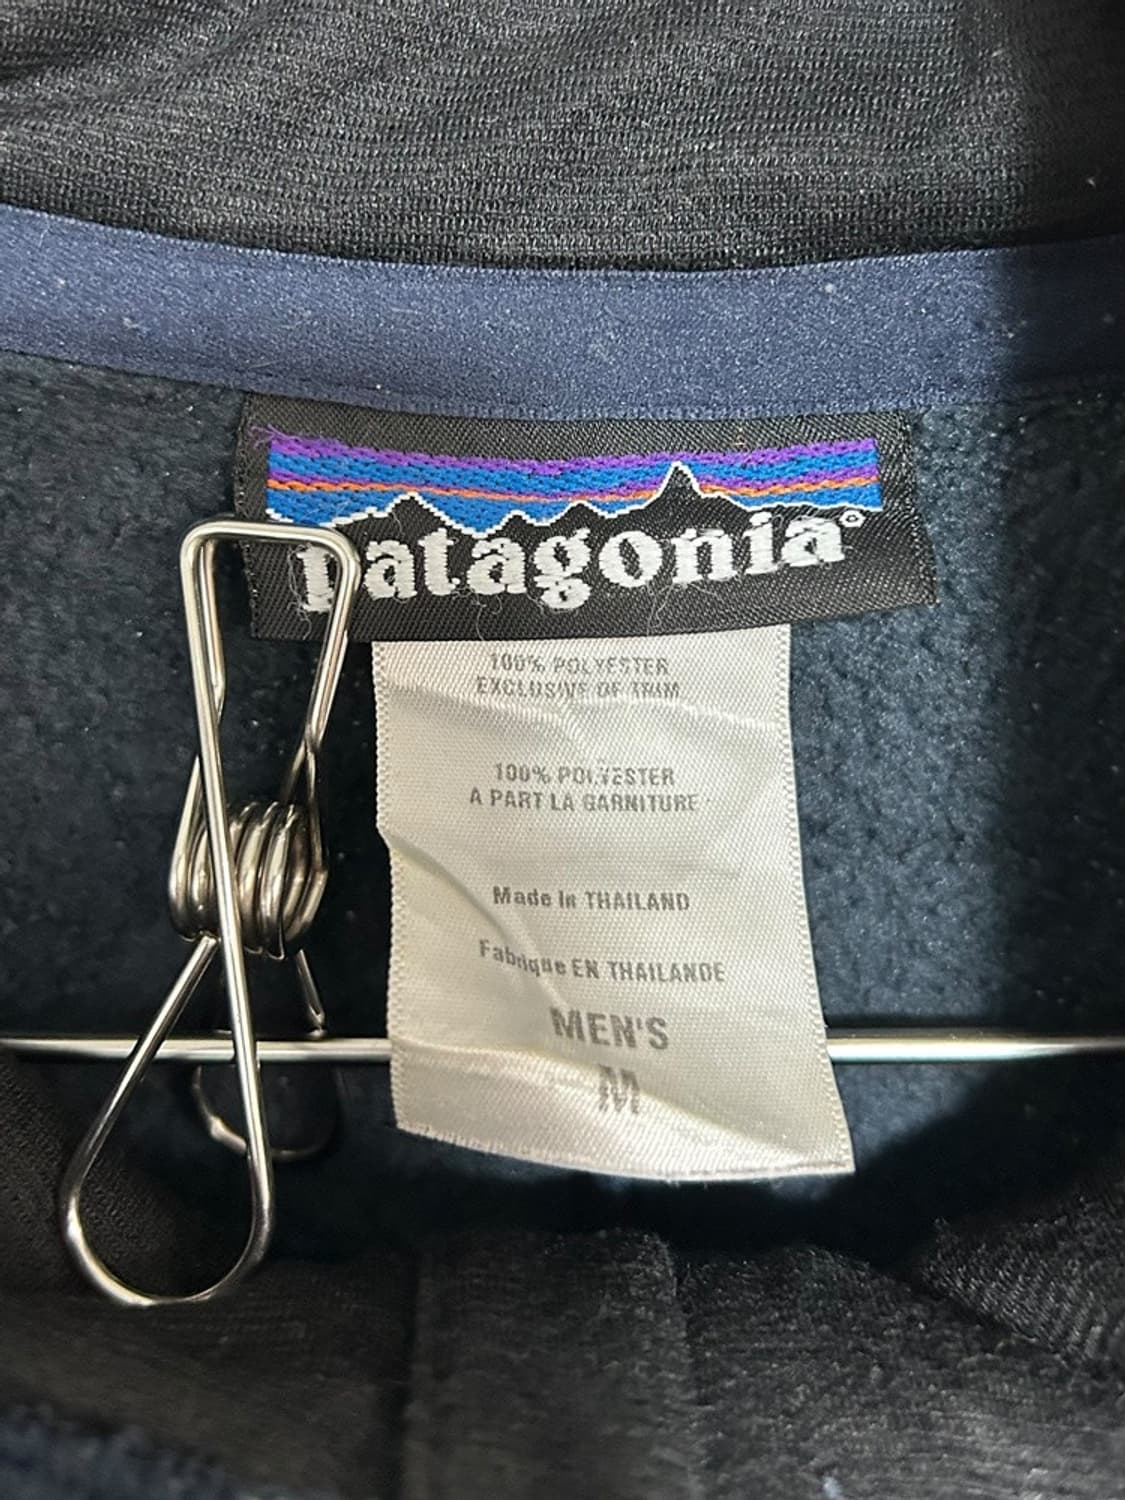 patagonia®
100% POLYESTER
EXCLUSIVE OF TRIM
100% POLYESTER
A PART LA GARNITURE
Made in THAILAND
Fabrique EN THAILANDE
MEN'S
M